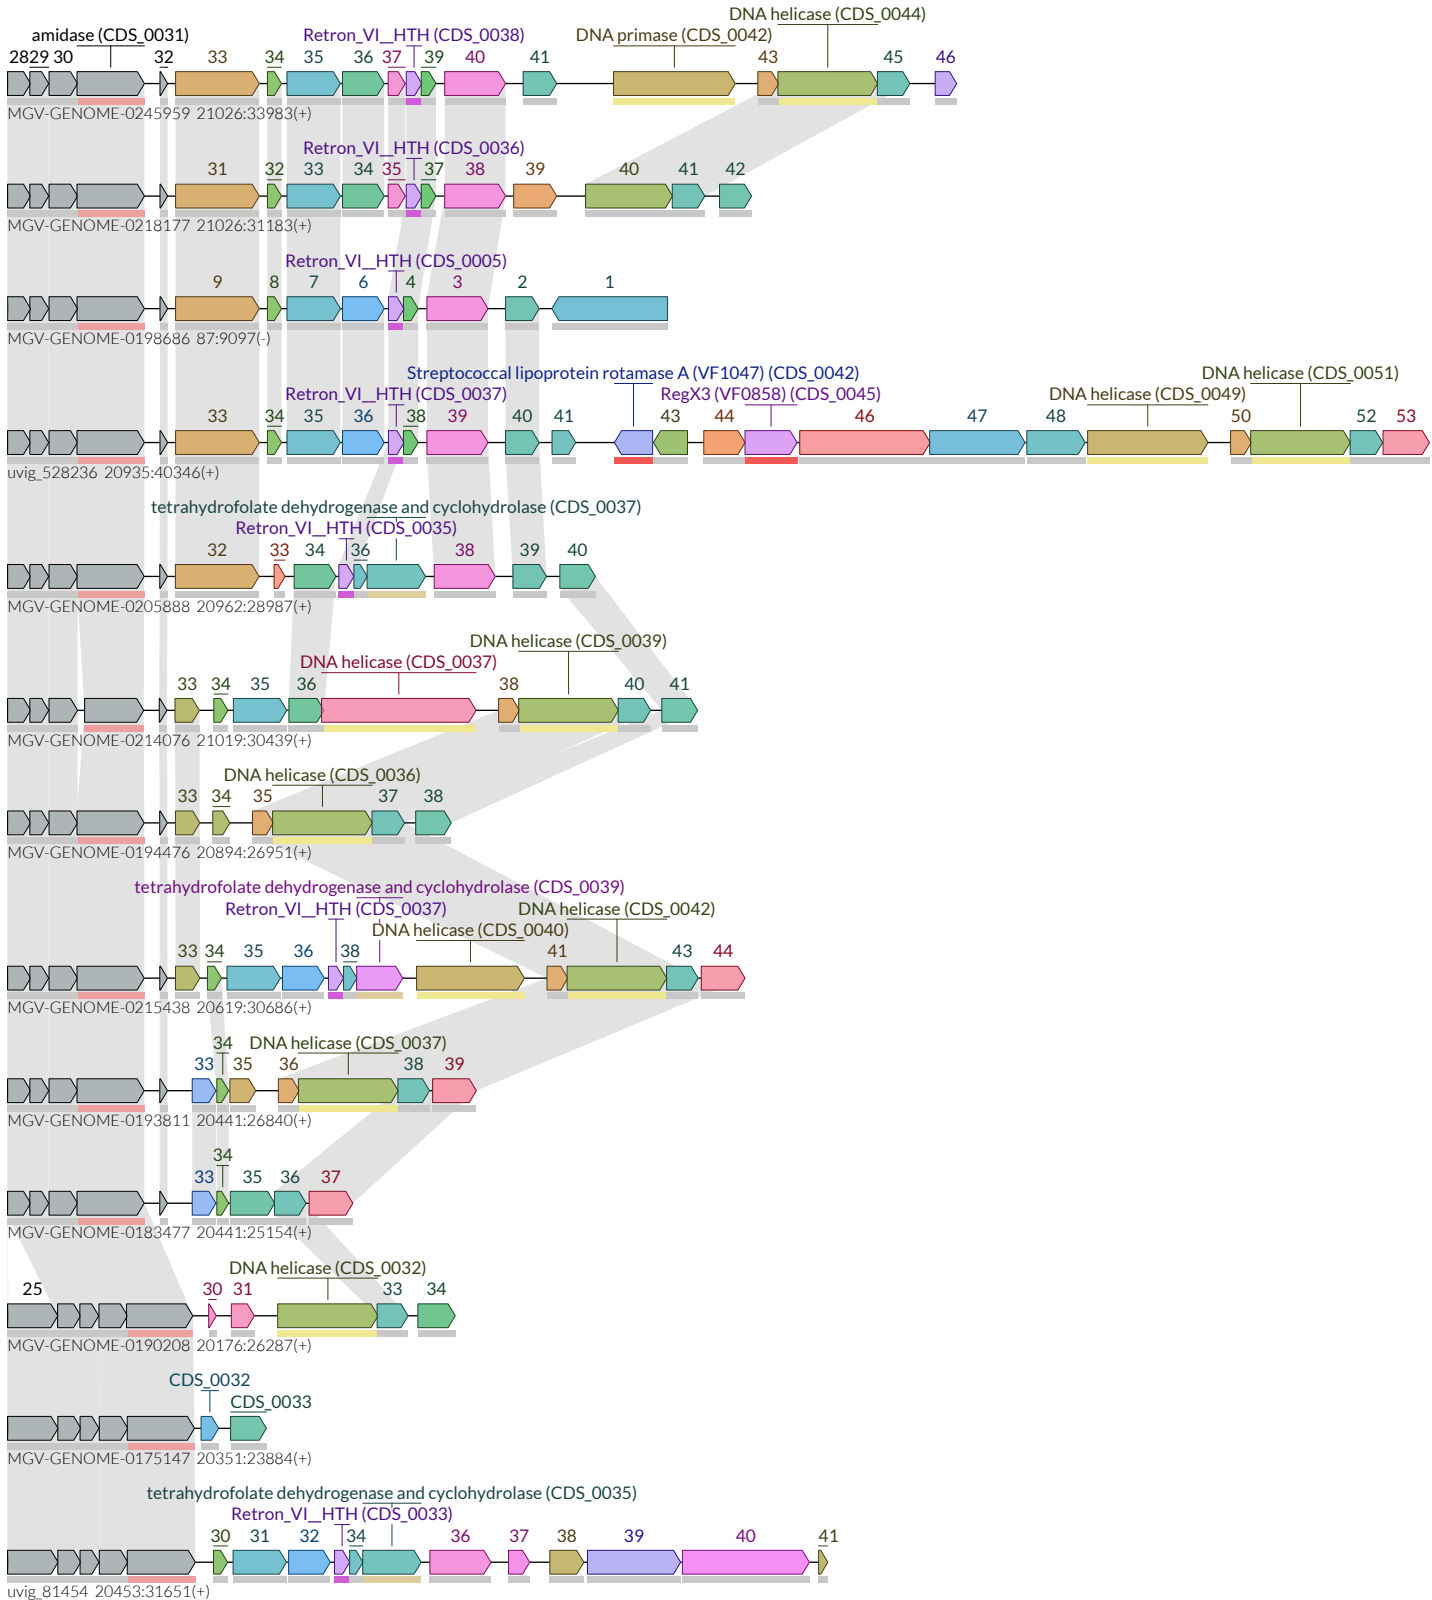 DNA helicase (CDS_0044)
amidase (CDS_0031) Retron_VI__HTH (CDS_0038) DNA primase (CDS_0042)
28 29 30 32 33 34 35 36 37 39 40 41 43 45 46
MGV-GENOME-0245959 21026:33983(+)
Retron_VI__HTH (CDS_0036)
31 32 33 34 35 37 38 39 40 41 42
MGV-GENOME-0218177 21026:31183(+)
Retron_VI__HTH (CDS_0005)
9 8 7 6 4 3 2 1
MGV-GENOME-0198686 87:9097(-)
Streptococcal lipoprotein rotamase A (VF1047) (CDS_0042) DNA helicase (CDS_0051)
Retron_VI__HTH (CDS_0037) RegX3 (VF0858) (CDS_0045) DNA helicase (CDS_0049)
33 34 35 36 38 39 40 41 43 44 46 47 48 50 52 53
uvig_528236 20935:40346(+)
tetrahydrofolate dehydrogenase and cyclohydrolase (CDS_0037)
Retron_VI__HTH (CDS_0035)
32 33 34 36 38 39 40
MGV-GENOME-0205888 20962:28987(+)
DNA helicase (CDS_0039)
DNA helicase (CDS_0037)
33 34 35 36 38 40 41
MGV-GENOME-0214076 21019:30439(+)
DNA helicase (CDS_0036)
33 34 35 37 38
MGV-GENOME-0194476 20894:26951(+)
tetrahydrofolate dehydrogenase and cyclohydrolase (CDS_0039)
Retron_VI__HTH (CDS_0037) DNA helicase (CDS_0042)
DNA helicase (CDS_0040)
33 34 35 36 38 41 43 44
MGV-GENOME-0215438 20619:30686(+)
34 DNA helicase (CDS_0037)
33 35 36 38 39
MGV-GENOME-0193811 20441:26840(+)
34
33 35 36 37
MGV-GENOME-0183477 20441:25154(+)
DNA helicase (CDS_0032)
25 30 31 33 34
MGV-GENOME-0190208 20176:26287(+)
CDS_0032
CDS_0033
MGV-GENOME-0175147 20351:23884(+)
tetrahydrofolate dehydrogenase and cyclohydrolase (CDS_0035)
Retron_VI__HTH (CDS_0033)
30 31 32 34 36 37 38 39 40 41
uvig_81454 20453:31651(+)